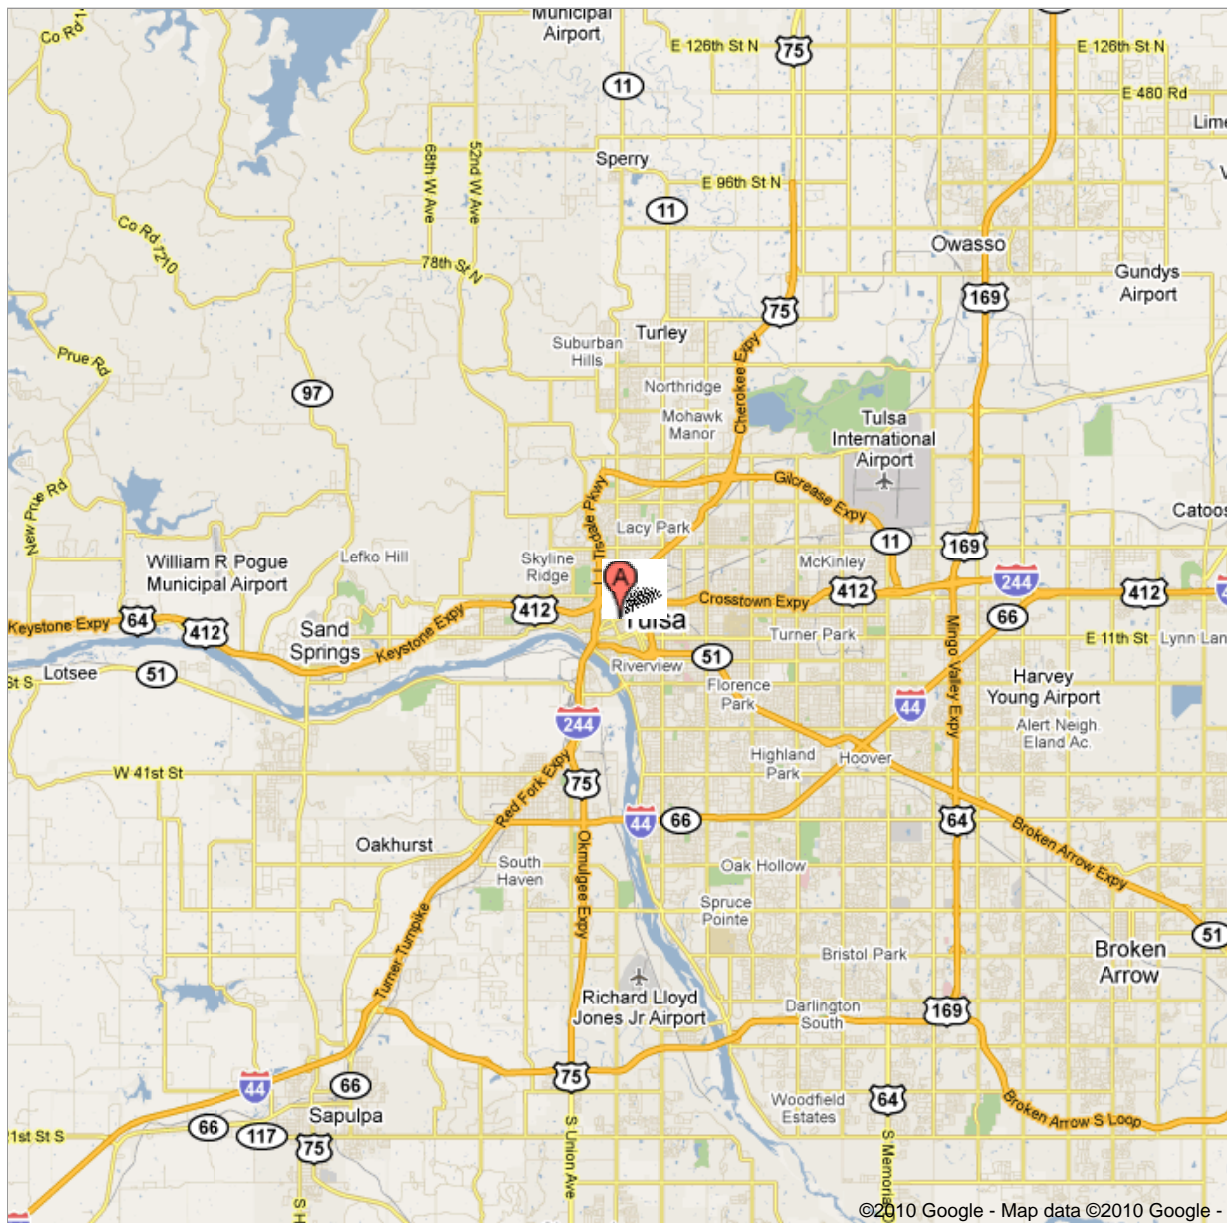 Municipal
Airport
Co Rd 1
75
E 126th St N
E 126th St N
11
E 480 Rd
Lime
68th W Ave
52nd W Ave
Sperry
E 96th St N
11
Co Rd 7210
Owasso
78th St N
Gundys
Airport
169
75
Turley
Suburban
Hills
Prue Rd
Cherokee Expy
97
Northridge
Mohawk
Manor
Tulsa
International
Airport
New Prue Rd
Tisdale Pkwy
Gilcrease Expy
Lacy Park
Catoos
11
169
William R Pogue
Municipal Airport
Lefko Hill
Skyline
Ridge
McKinley
A
244
412
Crosstown Expy
412
412
66
Keystone Expy
64
412
Keystone Expy
Sand
Springs
Tulsa
Turner Park
Mingo Valley Expy
E 11th St
Lynn Lan
St S
Lotsee
51
Riverview
51
Florence
Park
Harvey
Young Airport
44
244
Alert Neigh.
Eland Ac.
Highland
Park
Hoover
W 41st St
Red Fork Expy
75
44
66
64
Broken Arrow Expy
Oakhurst
South
Haven
Okmulgee Expy
Oak Hollow
Spruce
Pointe
51
Turner Turnpike
Bristol Park
Broken
Arrow
Richard Lloyd
Jones Jr Airport
Darlington
South
169
44
66
75
64
Woodfield
Estates
Broken Arrow S Loop
Sapulpa
66
117
75
21st St S
S Union Ave
S Memorial D
S H
©2010 Google - Map data ©2010 Google -